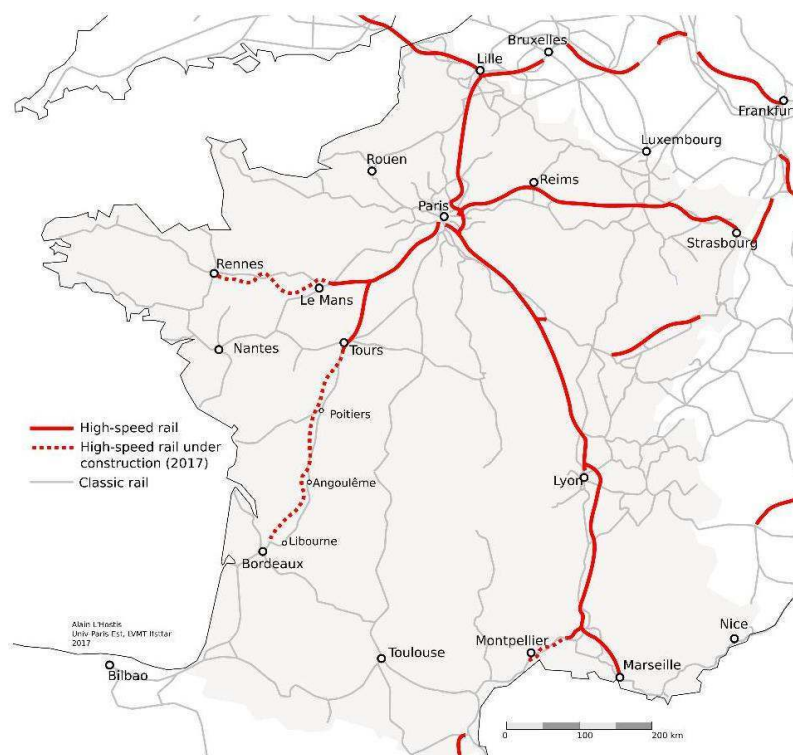 Bruxelles
Lille
Frankfur
Luxembourg
Rouen
Reims
Paris
Strasbourg
Rennes
Le Mans
Nantes
Tours
High-speed rail
High-speed rail under
construction (2017)
Classic rail
Poitiers
Angoulême
Lyon
Libourne
Bordeaux
Alain L'Hostis
Univ Paris Est, LVMT Ifsttar
2017
Montpellier
Nice
Toulouse
Marseille
Bilbao
0 100 200 km